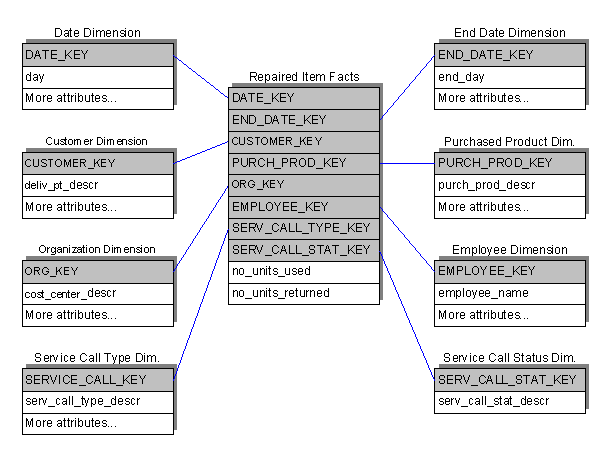 Date Dimension
DATE_KEY
day
More attributes...
Customer Dimension
CUSTOMER_KEY
deliv_pt_descr
More attributes...
Organization Dimension
ORG_KEY
cost_center_descr
More attributes...
Service Call Type Dim.
SERVICE_CALL_KEY
serv_call_type_descr
More attributes...
Repaired Item Facts
DATE_KEY
END_DATE_KEY
CUSTOMER_KEY
PURCH_PROD_KEY
ORG_KEY
EMPLOYEE_KEY
SERV_CALL_TYPE_KEY
SERV_CALL_STAT_KEY
no_units_used
no_units_returned
End Date Dimension
END_DATE_KEY
end_day
More attributes...
Purchased Product Dim.
PURCH_PROD_KEY
purch_prod_descr
More attributes...
Employee Dimension
EMPLOYEE_KEY
employee_name
More attributes...
Service Call Status Dim.
SERV_CALL_STAT_KEY
serv_call_stat_descr